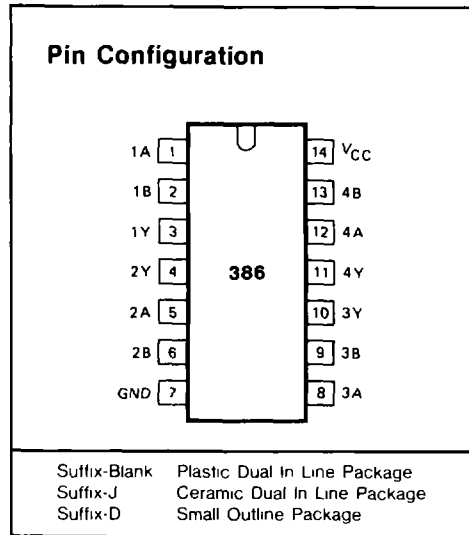 Pin Configuration
1A 1 14 VCC
1B 2 13 4B
1Y 3 12 4A
2Y 4 386 11 4Y
2A 5 10 3Y
2B 6 9 3B
GND 7 8 3A
Suffix-Blank Plastic Dual In Line Package
Suffix-J Ceramic Dual In Line Package
Suffix-D Small Outline Package